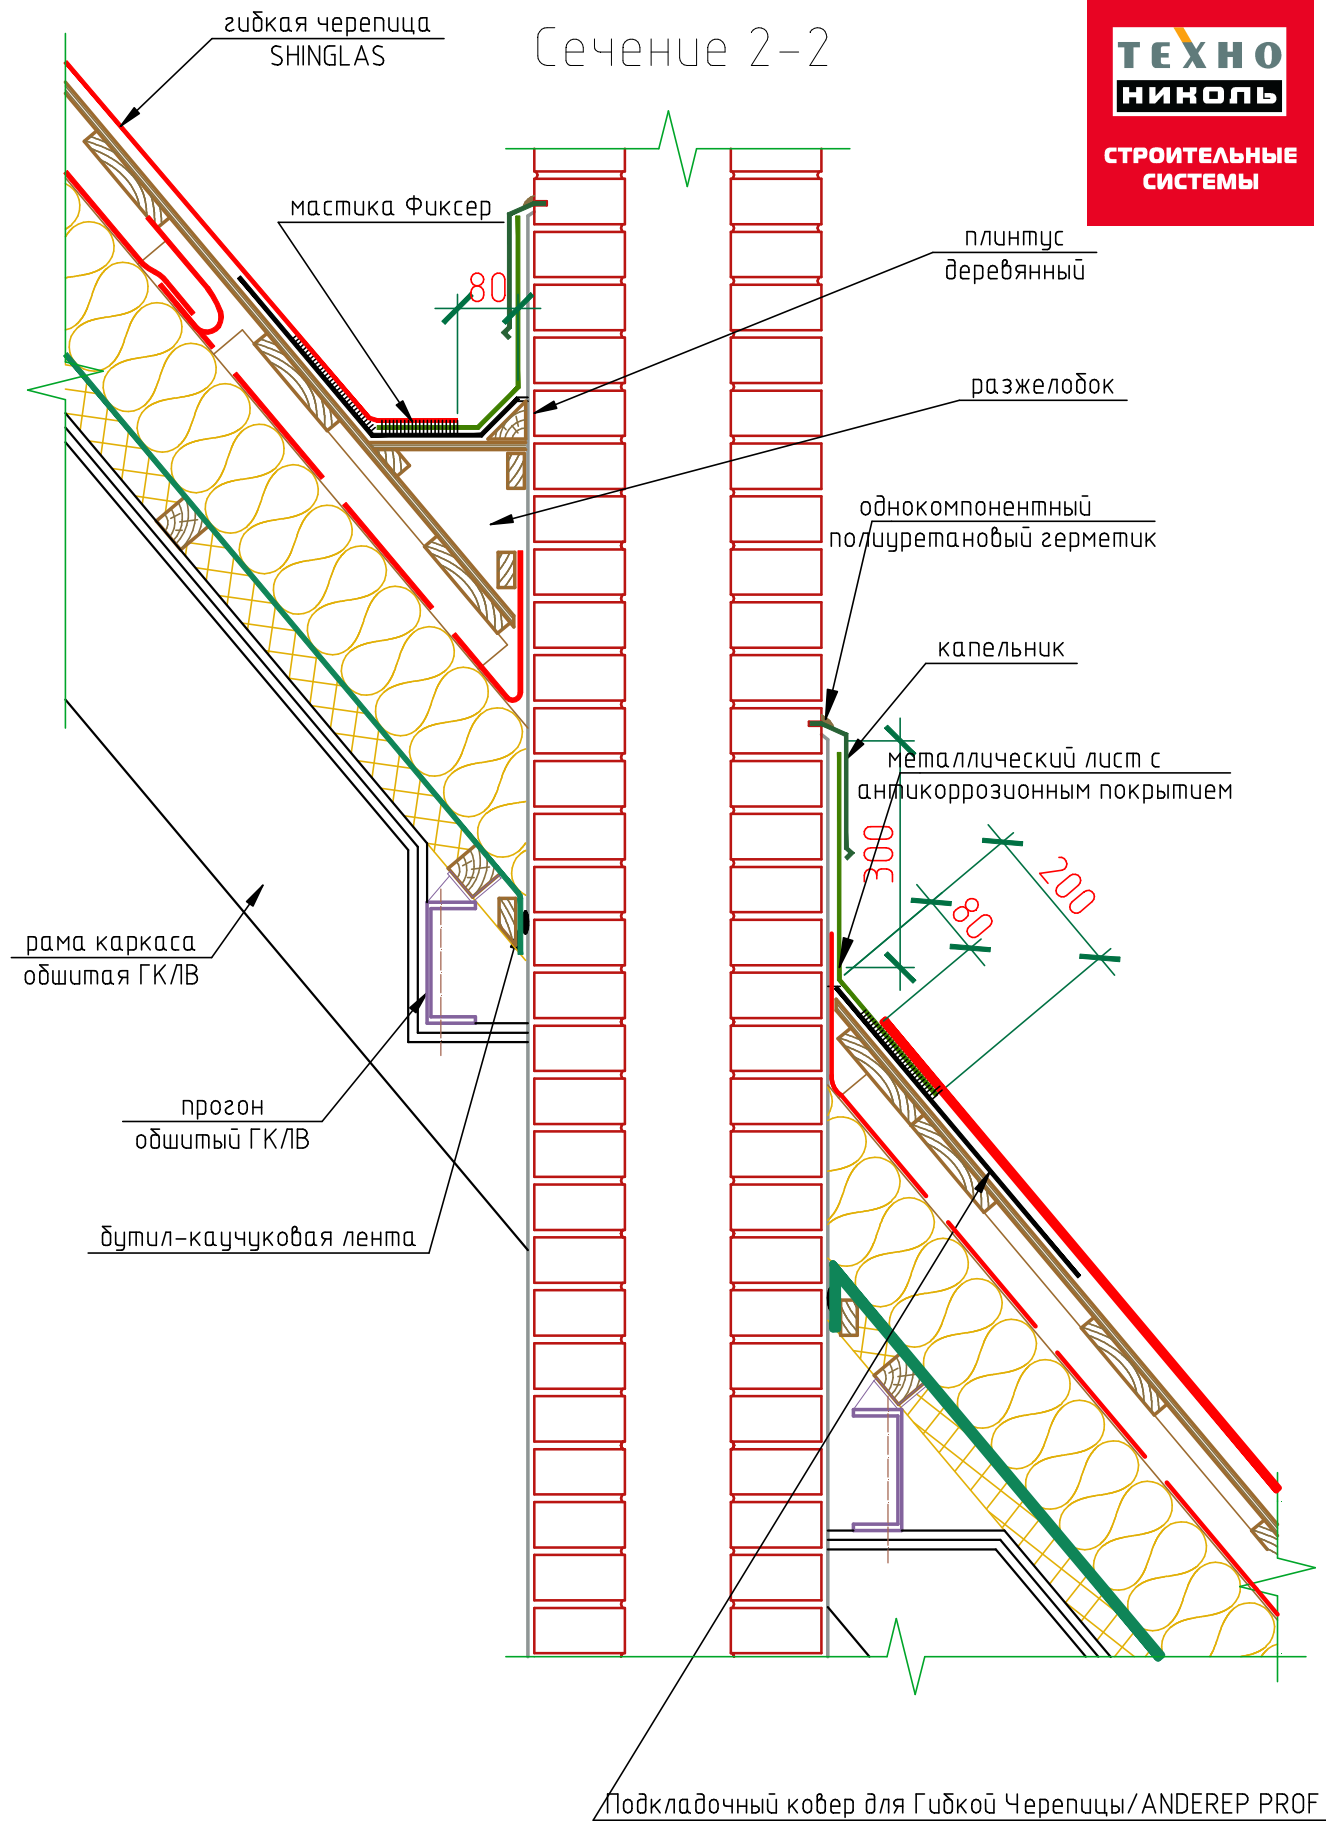 гибкая черепица
SHINGLAS
Сечение 2-2
ТЕХНО
НИКОЛЬ
СТРОИТЕЛЬНЫЕ
СИСТЕМЫ
мастика Фиксер
плинтус
деревянный
80
разжелобок
однокомпонентный
полиуретановый герметик
капельник
металлический лист с
антикоррозионным покрытием
300
200
80
рама каркаса
обшитая ГКЛВ
прогон
обшитый ГКЛВ
бутил-каучуковая лента
Подкладочный ковер для Гибкой Черепицы/ANDEREP PROF